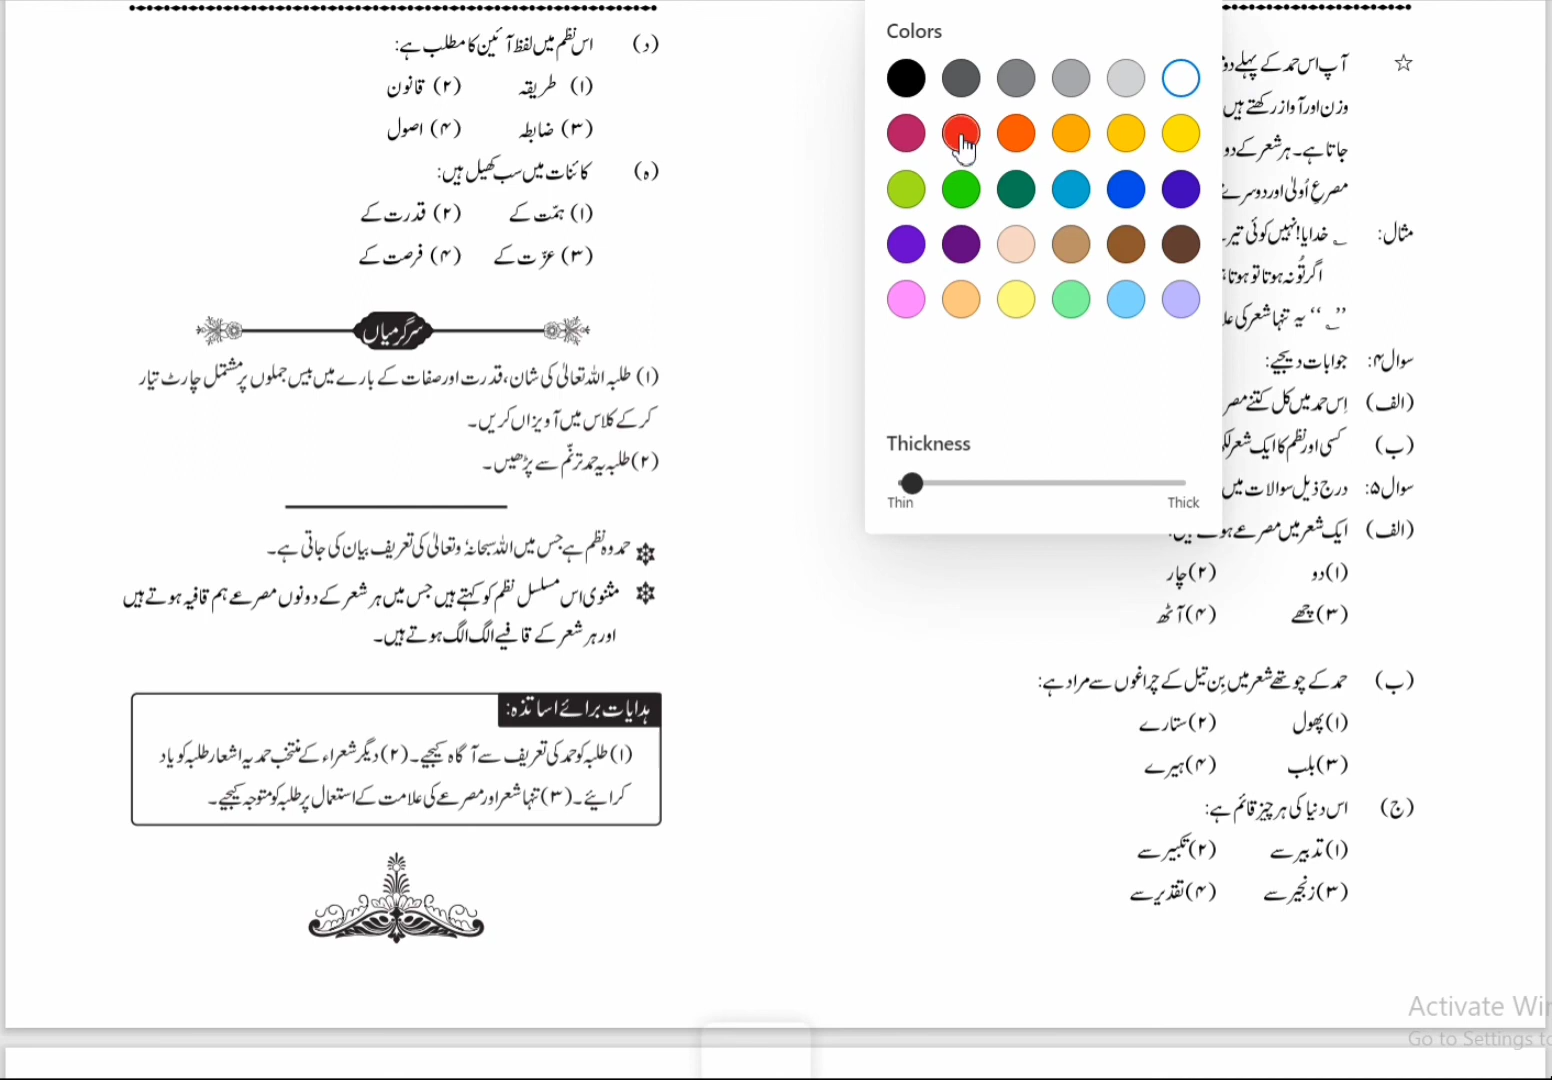 آپ اس حمد کے پہلے دو
وزن اور آواز رکھتے ہیں
جاتا ہے۔ ہر شعر کے دو
مصرعِ اُولیٰ اور دوسرے
مثال: ؎ خدایا! نہیں کوئی تیر
اگر تُو نہ ہوتا تو ہوتا
”؎“ یہ تنہا شعر کی علا
سوال۴: جوابات دیجیے:
(الف) اِس حمد میں کل کتنے مصر
(ب) کسی اور نظم کا ایک شعر لکھ
سوال۵: درج ذیل سوالات میں
(الف) ایک شعر میں مصرعے ہوتے ہیں:
(۱) دو (۲) چار
(۳) چھے (۴) آٹھ
(ب) حمد کے چوتھے شعر میں بِن تیل کے چراغوں سے مراد ہے:
(۱) پھول (۲) ستارے
(۳) بلب (۴) ہیرے
(ج) اس دنیا کی ہر چیز قائم ہے:
(۱) تدبیر سے (۲) تکبیر سے
(۳) زنجیر سے (۴) تقدیر سے
(د) اس نظم میں لفظ آئین کا مطلب ہے:
(۱) طریقہ (۲) قانون
(۳) ضابطہ (۴) اصول
(ہ) کائنات میں سب کھیل ہیں:
(۱) ہمّت کے (۲) قدرت کے
(۳) عزّت کے (۴) فرصت کے
سرگرمیاں
(۱) طلبہ اللہ تعالیٰ کی شان، قدرت اور صفات کے بارے میں بیس جملوں پر مشتمل چارٹ تیار
کر کے کلاس میں آویزاں کریں۔
(۲) طلبہ یہ حمد ترنّم سے پڑھیں۔
حمد وہ نظم ہے جس میں اللہ سبحانہٗ وتعالیٰ کی تعریف بیان کی جاتی ہے۔
مثنوی اس مسلسل نظم کو کہتے ہیں جس میں ہر شعر کے دونوں مصرعے ہم قافیہ ہوتے ہیں
اور ہر شعر کے قافیے الگ الگ ہوتے ہیں۔
ہدایات برائے اساتذہ:
(۱) طلبہ کو حمد کی تعریف سے آگاہ کیجیے۔ (۲) دیگر شعراء کے منتخب حمدیہ اشعار طلبہ کو یاد
کرائیے۔ (۳) تنہا شعر اور مصرعے کی علامت کے استعمال پر طلبہ کو متوجہ کیجیے۔
Colors
Thickness
Thin Thick
Activate Wi
Go to Settings t